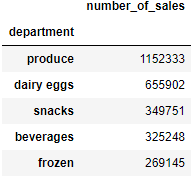 number_of_sales
department
produce 1152333
dairy eggs 655902
snacks 349751
beverages 325248
frozen 269145